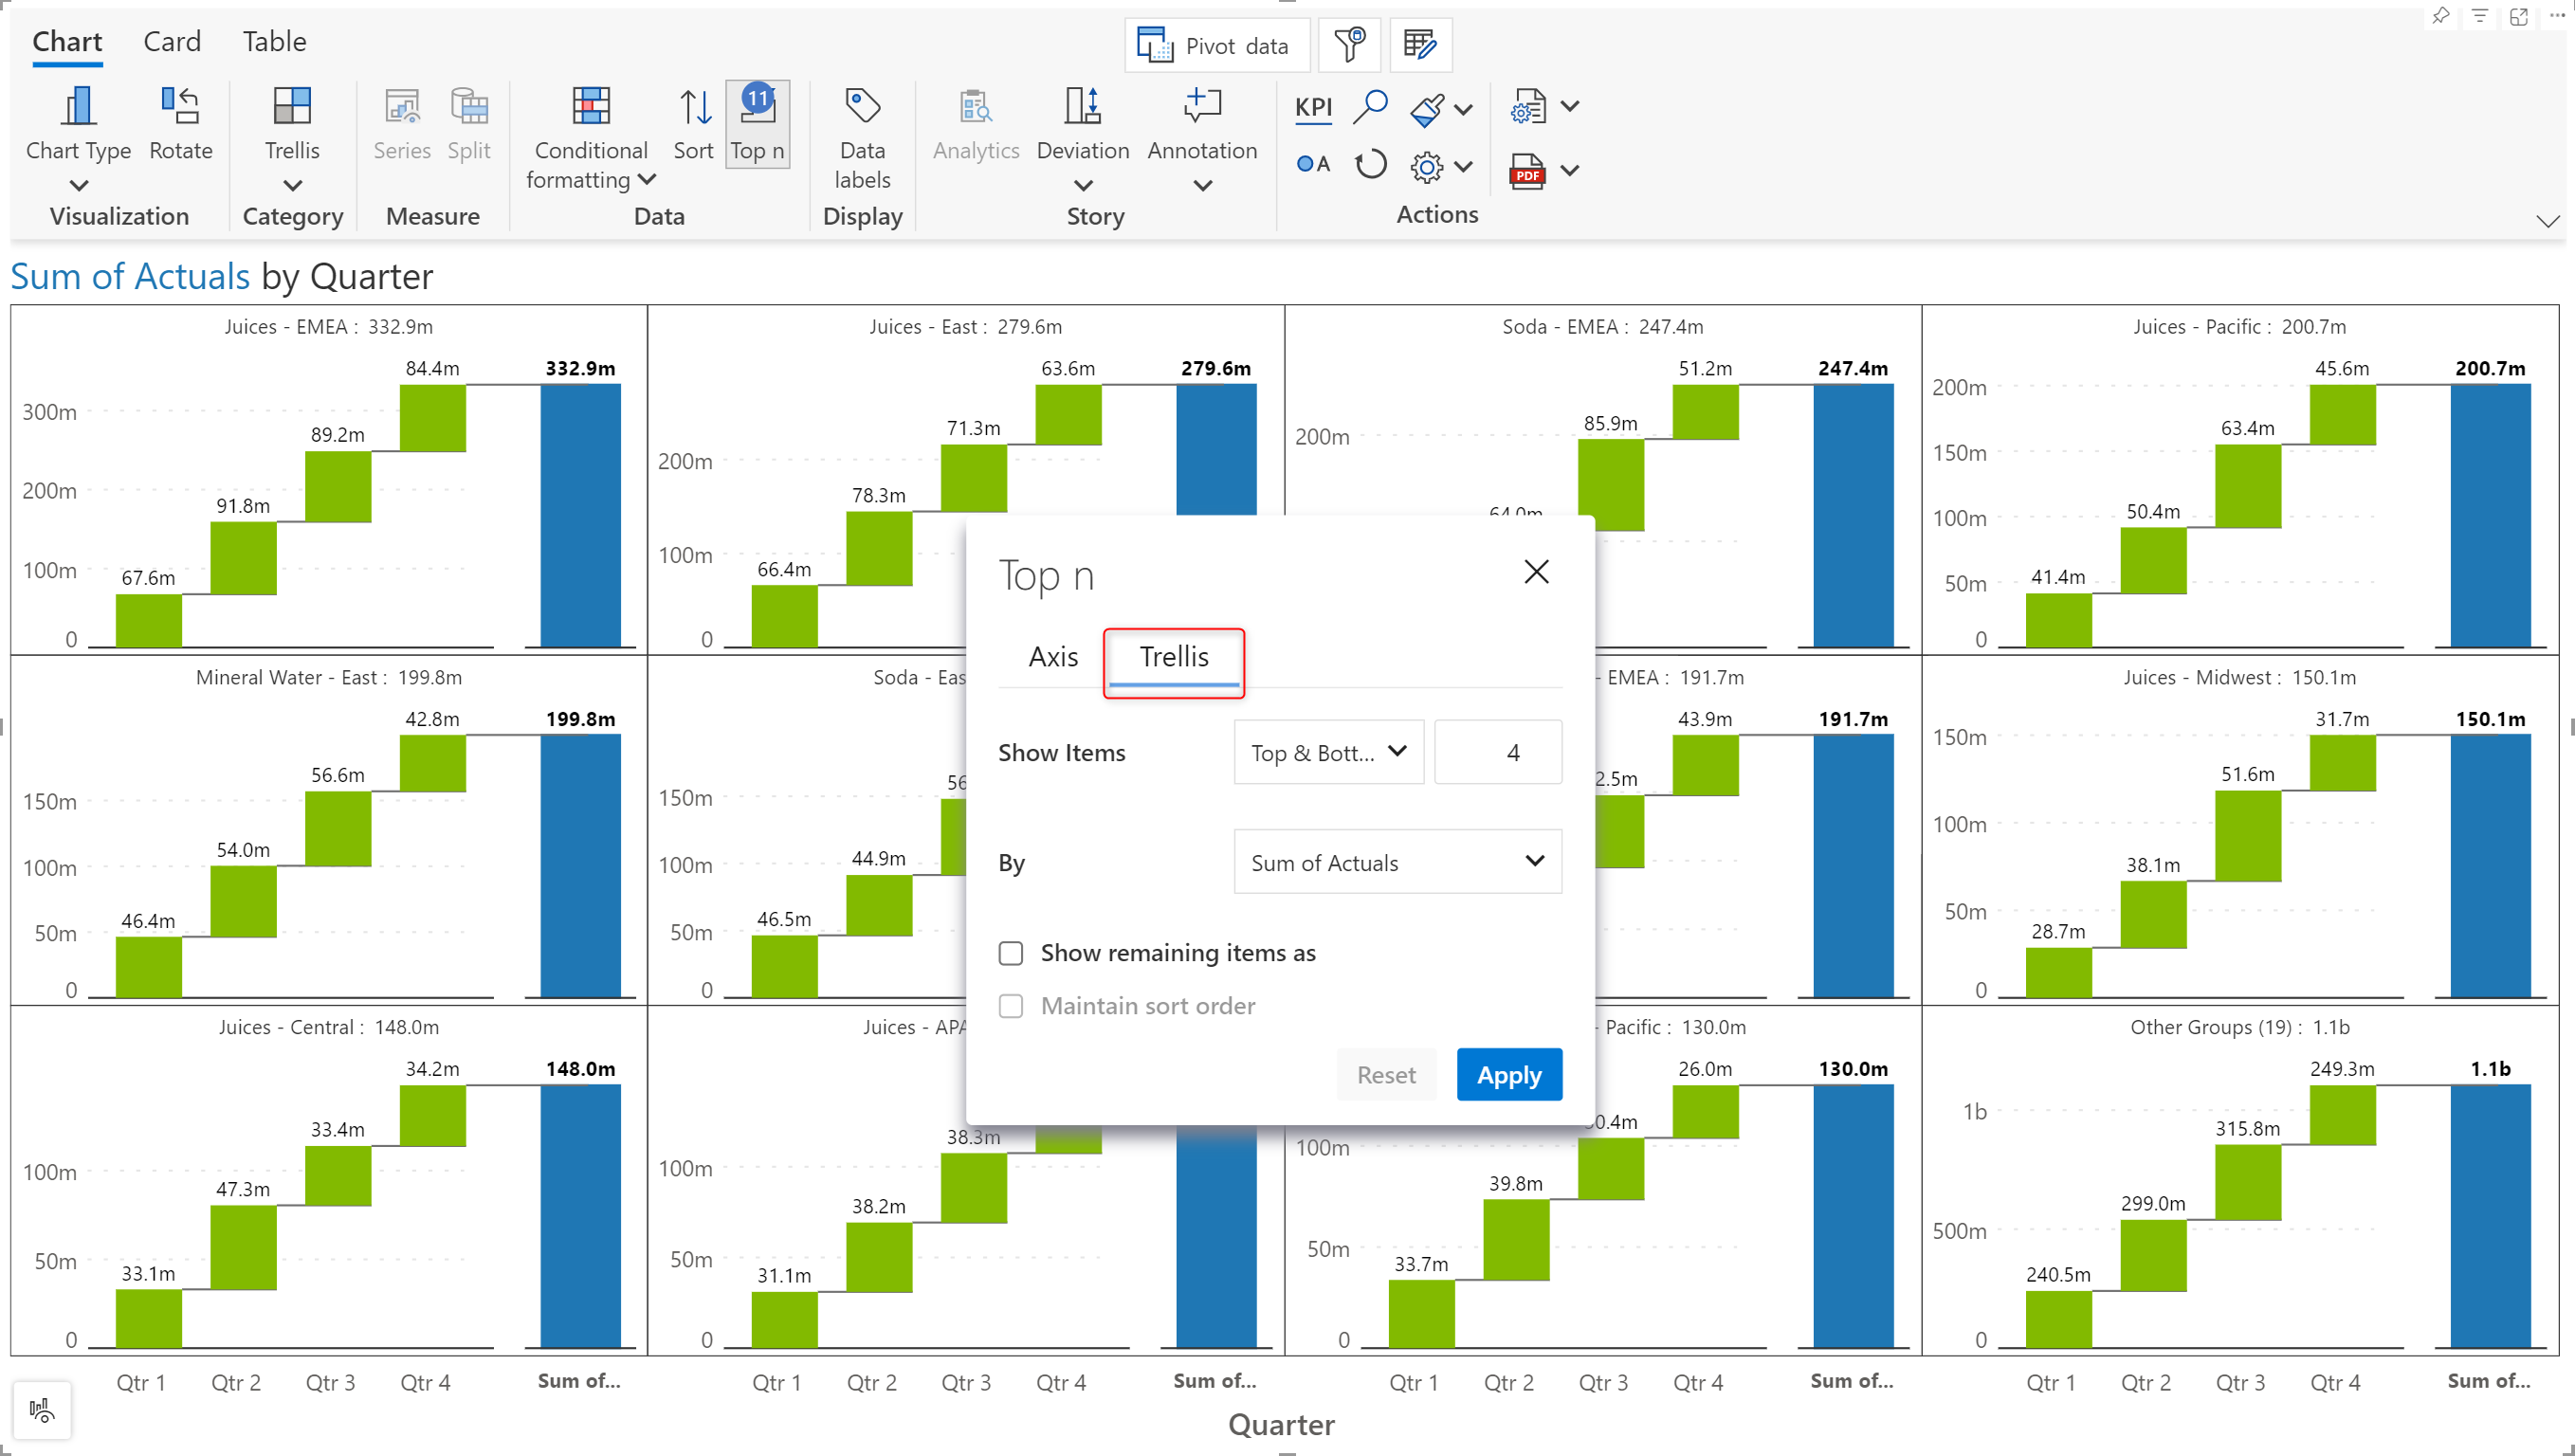 Chart Card Table
Pivot data
Chart Type Rotate
Visualization
Trellis
Category
Series Split
Measure
Conditional formatting
Sort
11
Top n
Data
Data labels
Display
Analytics Deviation Annotation
Story
KPI
A
PDF
Actions
Sum of Actuals by Quarter
Juices - EMEA : 332.9m
300m
200m
100m
0
67.6m
91.8m
89.2m
84.4m
332.9m
Juices - East : 279.6m
200m
100m
0
66.4m
78.3m
71.3m
63.6m
279.6m
Soda - EMEA : 247.4m
200m
85.9m
51.2m
247.4m
Juices - Pacific : 200.7m
200m
150m
100m
50m
0
41.4m
50.4m
63.4m
45.6m
200.7m
Mineral Water - East : 199.8m
150m
100m
50m
0
46.4m
54.0m
56.6m
42.8m
199.8m
Soda - Eas
150m
100m
50m
0
46.5m
44.9m
56
- EMEA : 191.7m
2.5m
43.9m
191.7m
Juices - Midwest : 150.1m
150m
100m
50m
0
28.7m
38.1m
51.6m
31.7m
150.1m
Juices - Central : 148.0m
100m
50m
0
33.1m
47.3m
33.4m
34.2m
148.0m
Juices - APA
100m
50m
0
31.1m
38.2m
38.3m
- Pacific : 130.0m
100m
50m
0
33.7m
39.8m
0.4m
26.0m
130.0m
Other Groups (19) : 1.1b
1b
500m
0
240.5m
299.0m
315.8m
249.3m
1.1b
Top n
Axis Trellis
Show Items Top & Bott... 4
By Sum of Actuals
Show remaining items as
Maintain sort order
Reset Apply
Qtr 1 Qtr 2 Qtr 3 Qtr 4 Sum of...
Qtr 1 Qtr 2 Qtr 3 Qtr 4 Sum of...
Qtr 1 Qtr 2 Qtr 3 Qtr 4 Sum of...
Qtr 1 Qtr 2 Qtr 3 Qtr 4 Sum of...
Quarter